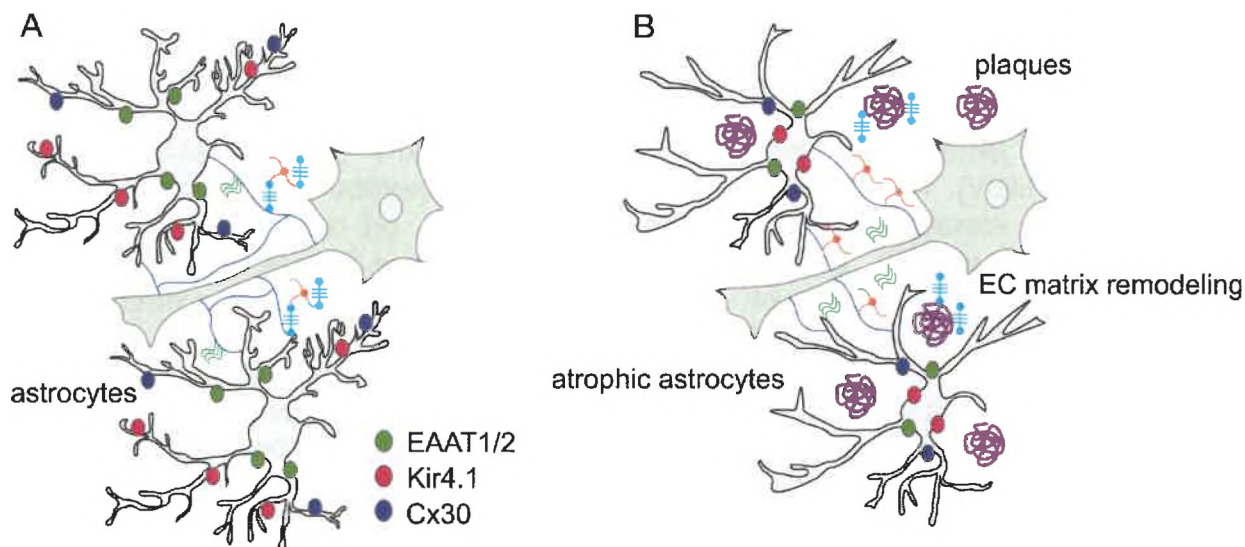 A
B
plaques
EC matrix remodeling
astrocytes
atrophic astrocytes
EAAT1/2
Kir4.1
Cx30